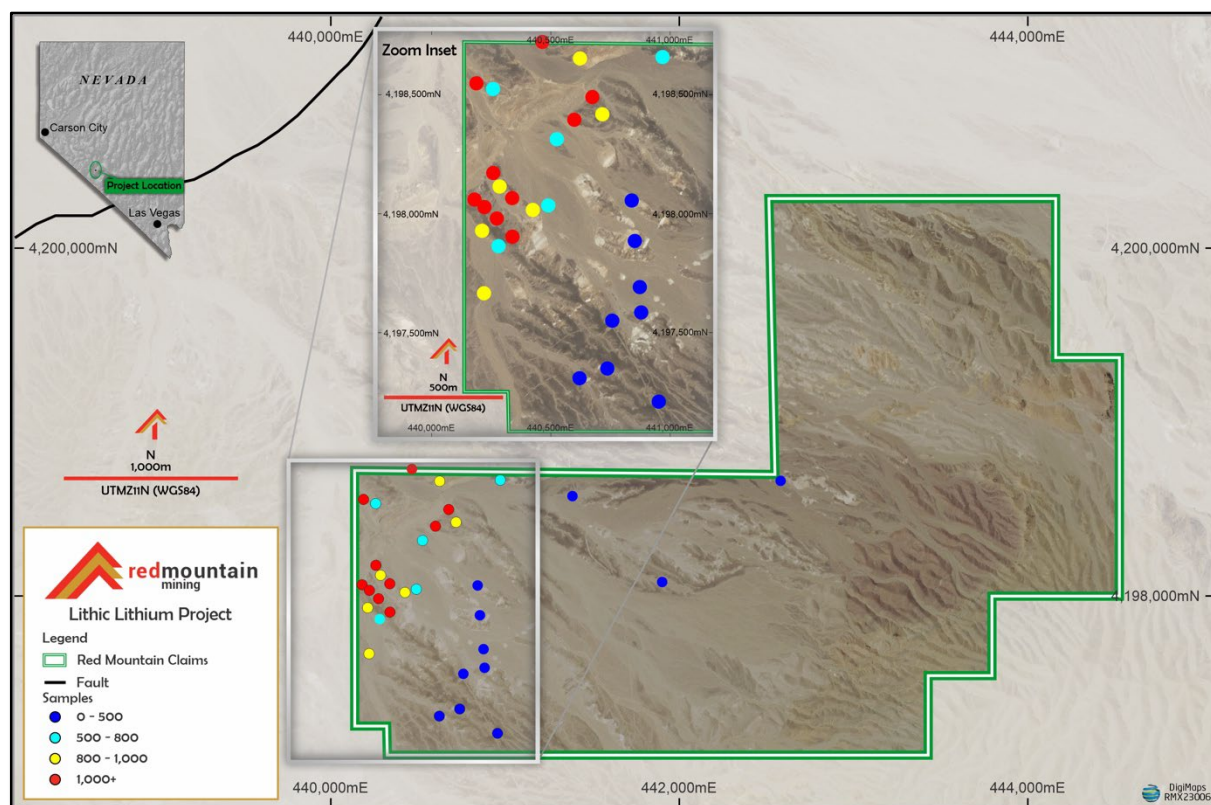 440,000mE
444,000mE
NEVADA
Carson City
Project Location
Las Vegas
4,200,000mN
4,200,000mN
Zoom Inset
440,500mE
441,000mE
4,198,500mN
4,198,500mN
4,198,000mN
4,198,000mN
4,197,500mN
4,197,500mN
N
500m
UTMZ11N (WGS84)
440,000mE
440,500mE
441,000mE
N
1,000m
UTMZ11N (WGS84)
4,198,000mN
redmountain
mining
Lithic Lithium Project
Legend
Red Mountain Claims
Fault
Samples
0 - 500
500 - 800
800 - 1,000
1,000+
440,000mE
442,000mE
444,000mE
DigiMaps
RMX23006